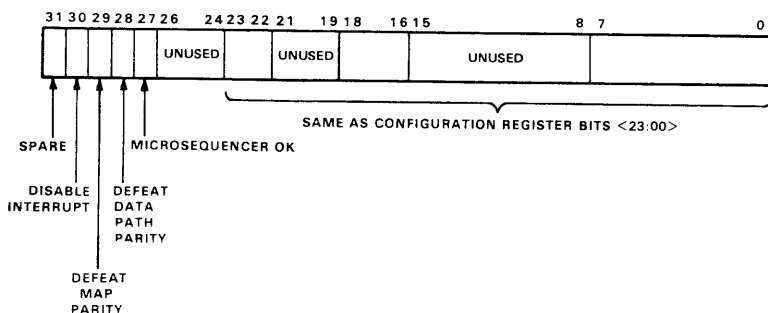 31 30 29 28 27 26 24 23 22 21 19 18 16 15 8 7 0
UNUSED UNUSED UNUSED
SAME AS CONFIGURATION REGISTER BITS <23:00>
SPARE MICROSEQUENCER OK
DISABLE
INTERRUPT
DEFEAT
DATA
PATH
PARITY
DEFEAT
MAP
PARITY